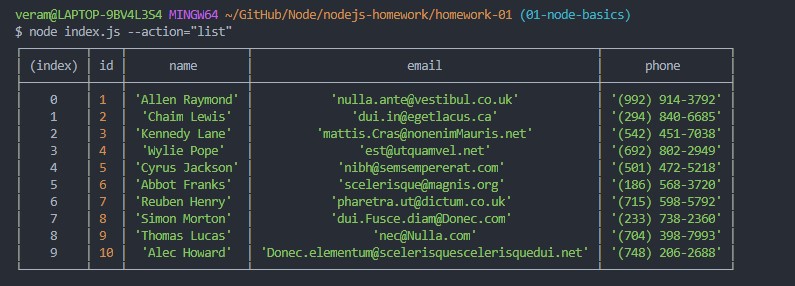 veram@LAPTOP-9BV4L3S4 MINGW64 ~/GitHub/Node/nodejs-homework/homework-01 (01-node-basics)
$ node index.js --action="list"
(index) id name email phone
0 1 'Allen Raymond' 'nulla.ante@vestibul.co.uk' '(992) 914-3792'
1 2 'Chaim Lewis' 'dui.in@egetlacus.ca' '(294) 840-6685'
2 3 'Kennedy Lane' 'mattis.Cras@nonenimMauris.net' '(542) 451-7038'
3 4 'Wylie Pope' 'est@utquamvel.net' '(692) 802-2949'
4 5 'Cyrus Jackson' 'nibh@semsempererat.com' '(501) 472-5218'
5 6 'Abbot Franks' 'scelerisque@magnis.org' '(186) 568-3720'
6 7 'Reuben Henry' 'pharetra.ut@dictum.co.uk' '(715) 598-5792'
7 8 'Simon Morton' 'dui.Fusce.diam@Donec.com' '(233) 738-2360'
8 9 'Thomas Lucas' 'nec@Nulla.com' '(704) 398-7993'
9 10 'Alec Howard' 'Donec.elementum@scelerisquescelerisquedui.net' '(748) 206-2688'